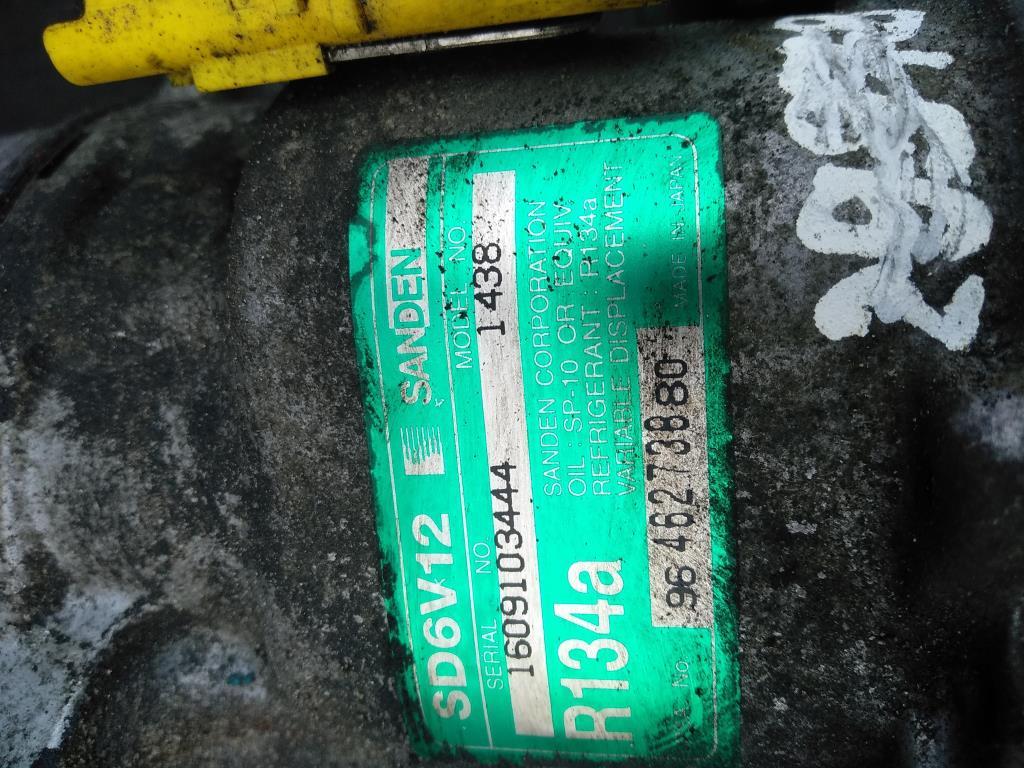 SD6V12 SANDEN
SERIAL NO MODEL NO
1609103444 1438
R134a
SANDEN CORPORATION
OIL : SP-10 OR EQUIV.
REFRIGERANT : R134a
VARIABLE DISPLACEMENT
No. 96 462 738 80 MADE IN JAPAN